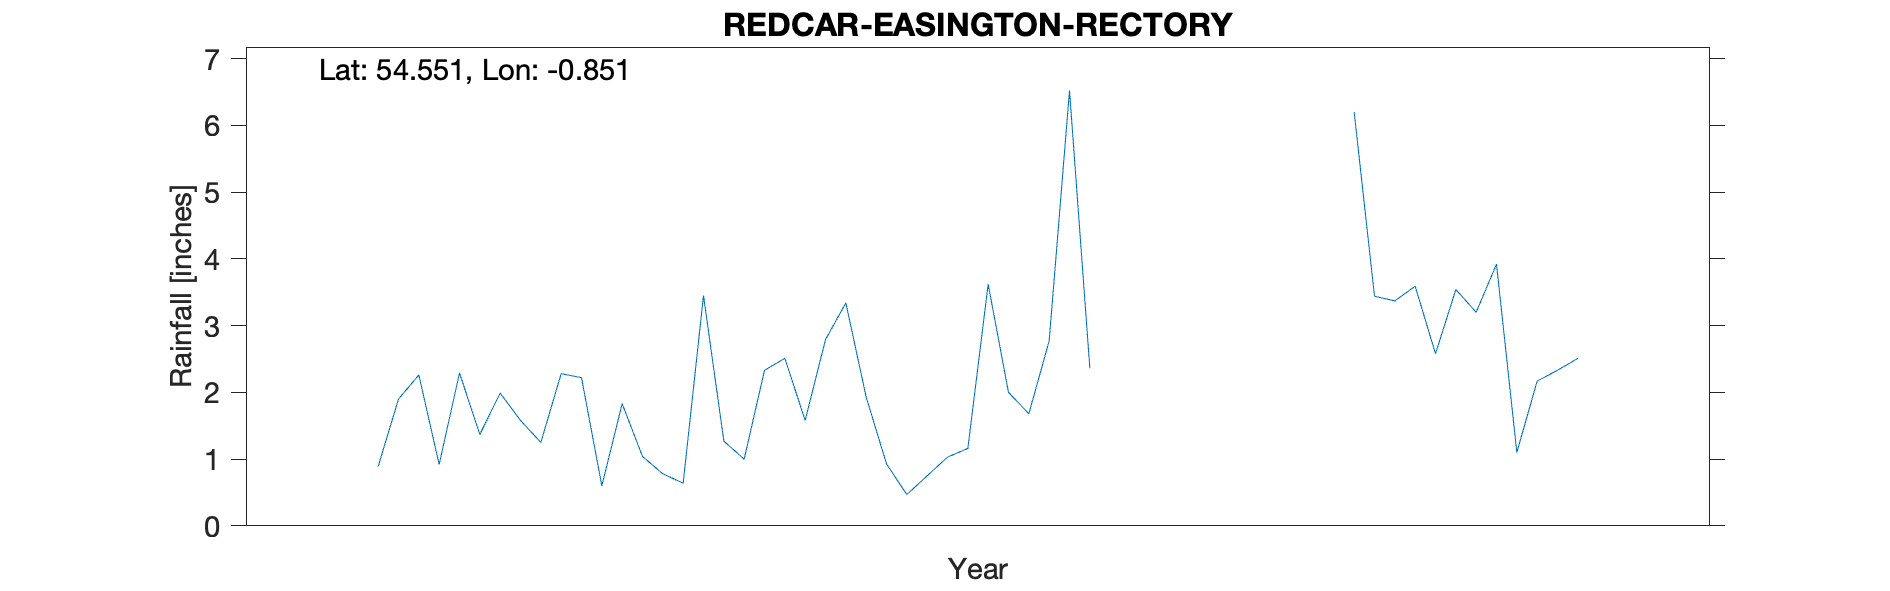 REDCAR-EASINGTON-RECTORY
Lat: 54.551, Lon: -0.851
7
6
5
4
3
2
1
0
Rainfall [inches]
Year